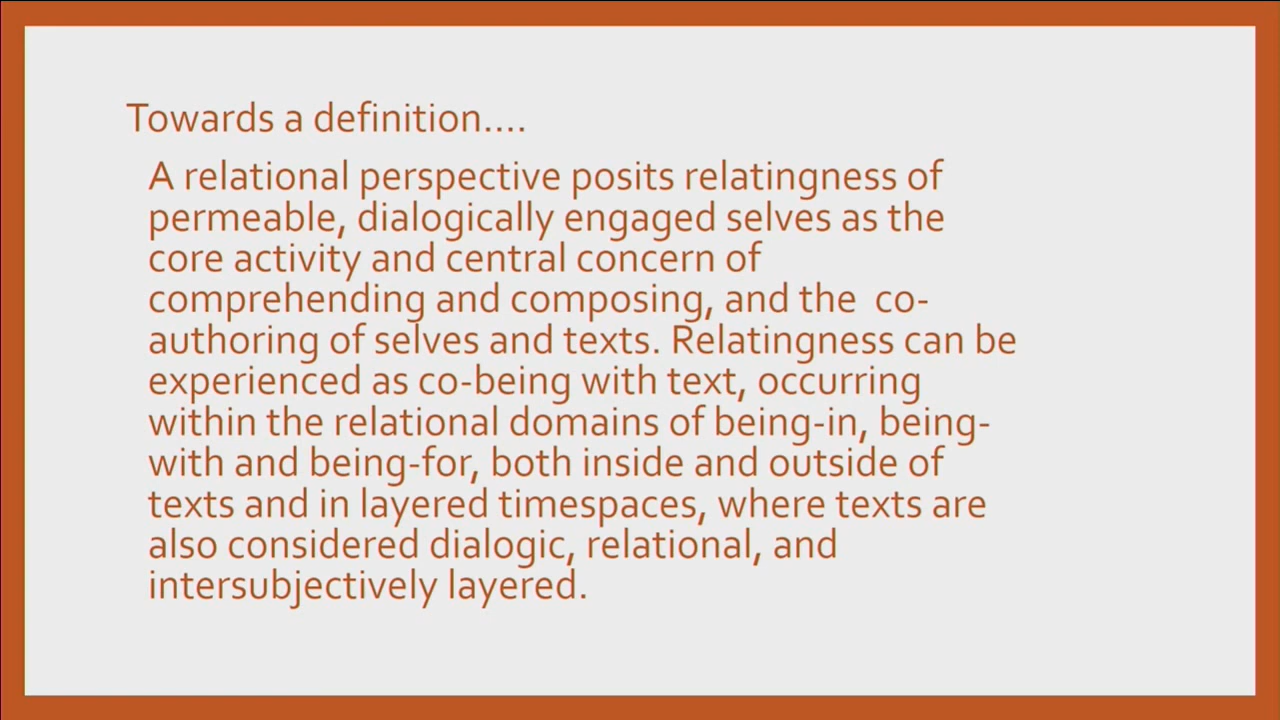 Towards a definition....
A relational perspective posits relatingness of
permeable, dialogically engaged selves as the
core activity and central concern of
comprehending and composing, and the  co-
authoring of selves and texts. Relatingness can be
experienced as co-being with text, occurring
within the relational domains of being-in, being-
with and being-for, both inside and outside of
texts and in layered timespaces, where texts are
also considered dialogic, relational, and
intersubjectively layered.